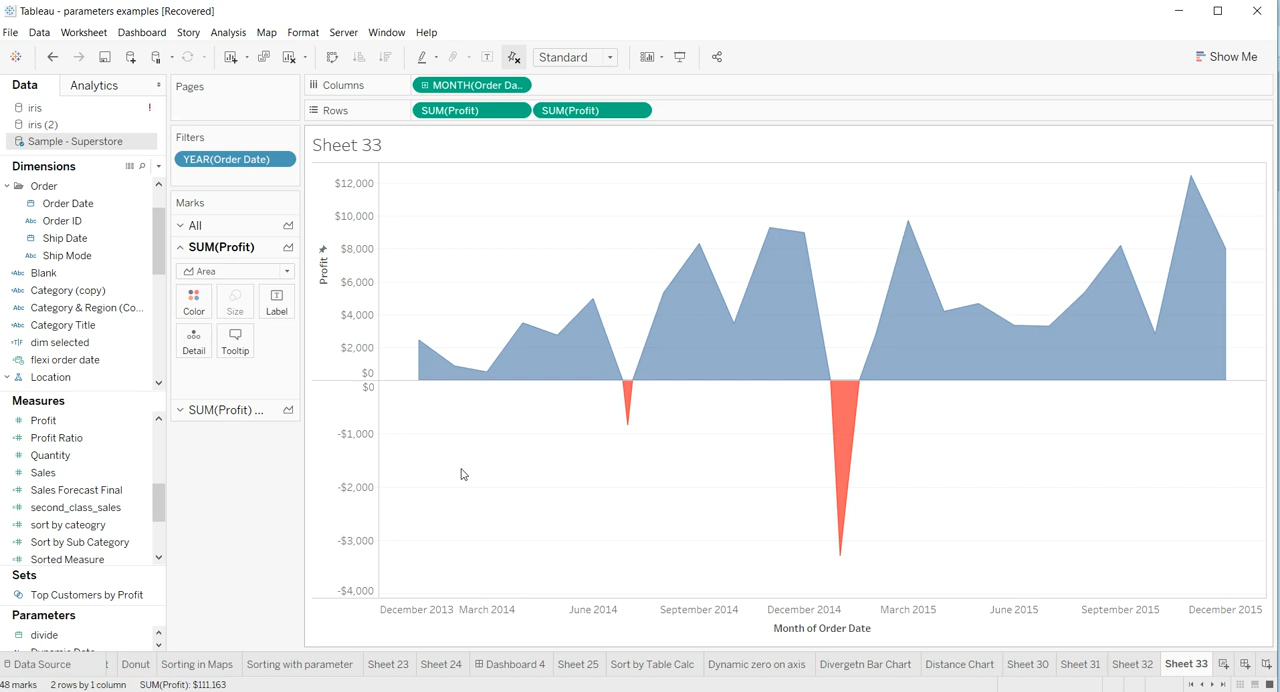 Tableau - parameters examples [Recovered]
File Data Worksheet Dashboard Story Analysis Map Format Server Window Help
Standard
Show Me
Data Analytics
iris !
iris (2)
Sample - Superstore
Dimensions
Order
Order Date
Abc Order ID
Ship Date
Abc Ship Mode
Abc Blank
Abc Category (copy)
Abc Category & Region (Co...
Abc Category Title
T|F dim selected
flexi order date
Location
Measures
# Profit
# Profit Ratio
# Quantity
# Sales
# Sales Forecast Final
# second_class_sales
# sort by cateogry
# Sort by Sub Category
# Sorted Measure
Sets
Top Customers by Profit
Parameters
divide
Pages
Filters
YEAR(Order Date)
Marks
All
SUM(Profit)
Area
Color Size Label
Detail Tooltip
SUM(Profit) ...
Columns MONTH(Order Da..
Rows SUM(Profit) SUM(Profit)
Sheet 33
Profit
$12,000
$10,000
$8,000
$6,000
$4,000
$2,000
$0
$0
-$1,000
-$2,000
-$3,000
-$4,000
December 2013 March 2014 June 2014 September 2014 December 2014 March 2015 June 2015 September 2015 December 2015
Month of Order Date
Data Source t Donut Sorting in Maps Sorting with parameter Sheet 23 Sheet 24 Dashboard 4 Sheet 25 Sort by Table Calc Dynamic zero on axis Divergetn Bar Chart Distance Chart Sheet 30 Sheet 31 Sheet 32 Sheet 33
48 marks 2 rows by 1 column SUM(Profit): $111,163